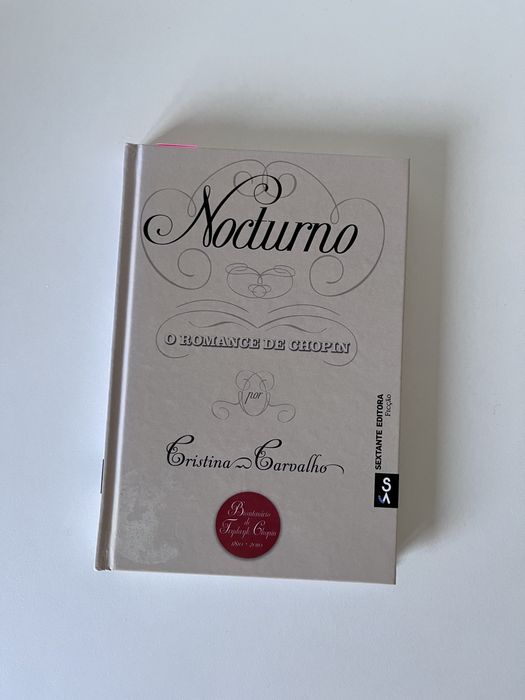 Nocturno
O ROMANCE DE CHOPIN
por
Cristina Carvalho
Bicentenário
de
Fryderyk Chopin
1810 • 2010
SEXTANTE EDITORA
Ficção
S